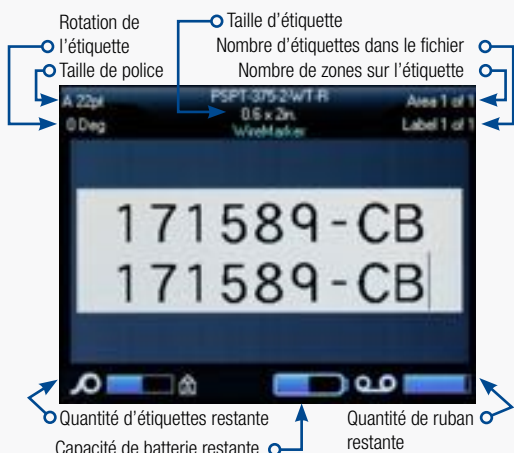 Rotation de
l’étiquette
Taille de police
Taille d’étiquette
Nombre d’étiquettes dans le fichier
Nombre de zones sur l’étiquette
A 22pt
0 Deg
PSPT-375-2-WT-R
0.6 x 2in.
WireMarker
Area 1 of 1
Label 1 of 1
171589-CB
171589-CB
Quantité d’étiquettes restante
Capacité de batterie restante
Quantité de ruban
restante